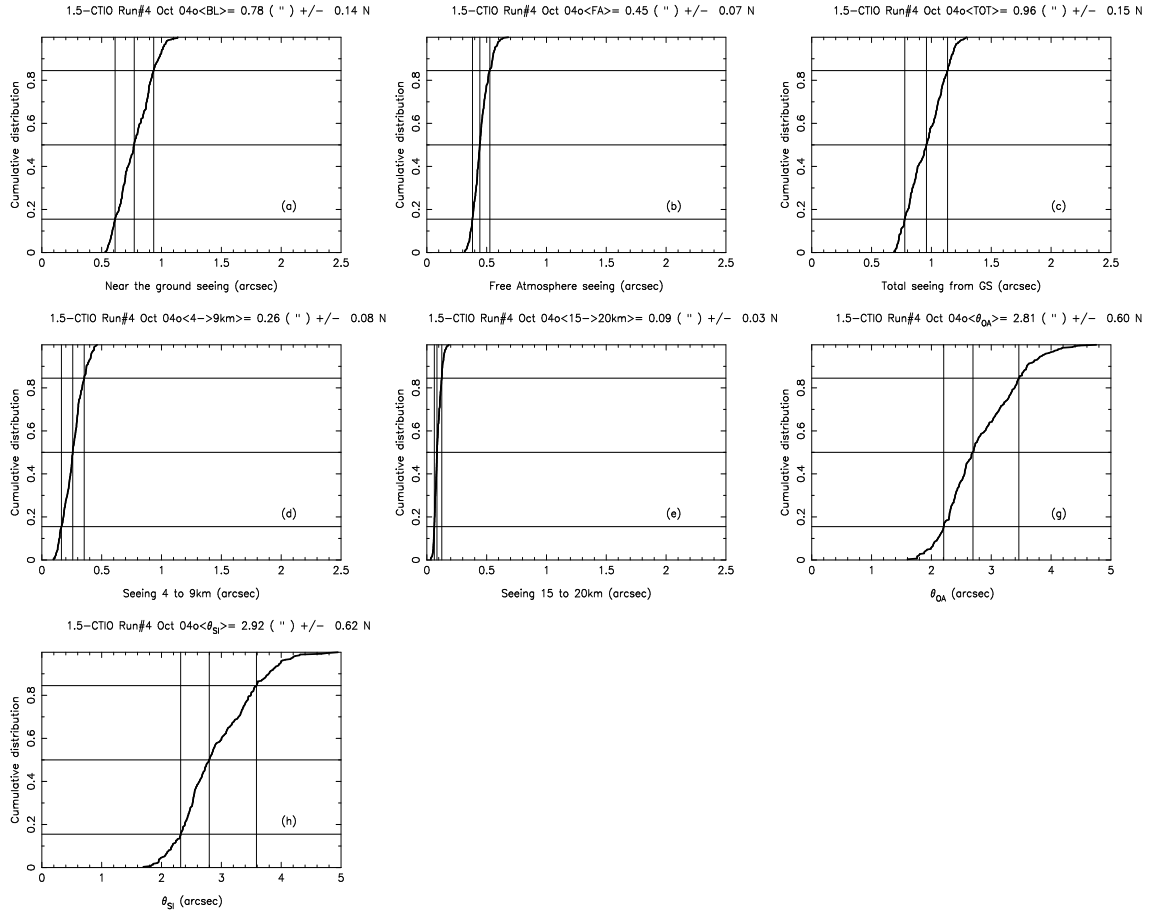 1.5-CTIO Run#4 Oct 04o<BL>= 0.78 ( " ) +/- 0.14 N
Cumulative distribution
0 0.2 0.4 0.6 0.8
(a)
0 0.5 1 1.5 2 2.5
Near the ground seeing (arcsec)
1.5-CTIO Run#4 Oct 04o<FA>= 0.45 ( " ) +/- 0.07 N
Cumulative distribution
0 0.2 0.4 0.6 0.8
(b)
0 0.5 1 1.5 2 2.5
Free Atmosphere seeing (arcsec)
1.5-CTIO Run#4 Oct 04o<TOT>= 0.96 ( " ) +/- 0.15 N
Cumulative distribution
0 0.2 0.4 0.6 0.8
(c)
0 0.5 1 1.5 2 2.5
Total seeing from GS (arcsec)
1.5-CTIO Run#4 Oct 04o<4->9km>= 0.26 ( " ) +/- 0.08 N
Cumulative distribution
0 0.2 0.4 0.6 0.8
(d)
0 0.5 1 1.5 2 2.5
Seeing 4 to 9km (arcsec)
1.5-CTIO Run#4 Oct 04o<15->20km>= 0.09 ( " ) +/- 0.03 N
Cumulative distribution
0 0.2 0.4 0.6 0.8
(e)
0 0.5 1 1.5 2 2.5
Seeing 15 to 20km (arcsec)
1.5-CTIO Run#4 Oct 04o<θOA>= 2.81 ( " ) +/- 0.60 N
Cumulative distribution
0 0.2 0.4 0.6 0.8
(g)
0 1 2 3 4 5
θOA (arcsec)
1.5-CTIO Run#4 Oct 04o<θSI>= 2.92 ( " ) +/- 0.62 N
Cumulative distribution
0 0.2 0.4 0.6 0.8
(h)
0 1 2 3 4 5
θSI (arcsec)